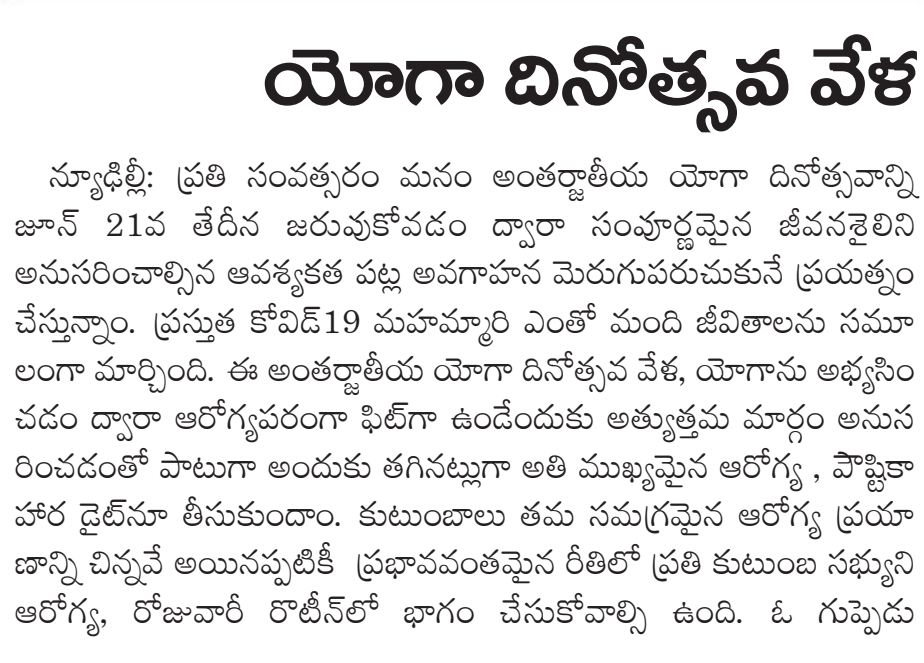 యోగా దినోత్సవ వేళ
న్యూఢిల్లీ: ప్రతి సంవత్సరం మనం అంతర్జాతీయ యోగా దినోత్సవాన్ని
జూన్ 21వ తేదీన జరువుకోవడం ద్వారా సంవూర్ణమైన జీవనశైలిని
అనుసరించాల్సిన ఆవశ్యకత పట్ల అవగాహన మెరుగుపరుచుకునే ప్రయత్నం
చేస్తున్నాం. ప్రస్తుత కోవిడ్19 మహమ్మారి ఎంతో మంది జీవితాలను సమూ
లంగా మార్చింది. ఈ అంతర్జాతీయ యోగా దినోత్సవ వేళ, యోగాను అభ్యసిం
చడం ద్వారా ఆరోగ్యపరంగా ఫిట్‌గా ఉండేందుకు అత్యుత్తమ మార్గం అనుస
రించడంతో పాటుగా అందుకు తగినట్లుగా అతి ముఖ్యమైన ఆరోగ్య , పౌష్టికా
హార డైట్‌నూ తీసుకుందాం. కుటుంబాలు తమ సమగ్రమైన ఆరోగ్య ప్రయా
ణాన్ని చిన్నవే అయినప్పటికీ ప్రభావవంతమైన రీతిలో ప్రతి కుటుంబ సభ్యుని
ఆరోగ్య, రోజువారీ రొటీన్‌లో భాగం చేసుకోవాల్సి ఉంది. ఓ గుప్పెడు